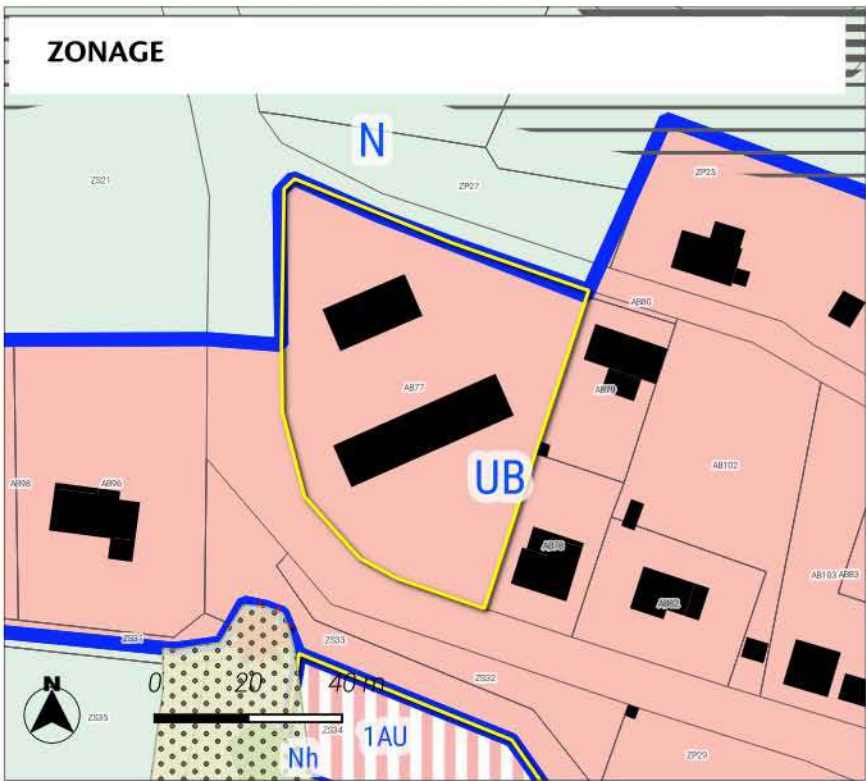 ZONAGE
N
ZS21
ZP27
ZP25
AB80
AB77
AB79
UB
AB102
AB98
AB96
AB78
AB82
AB103 AB83
ZS31
ZS33
ZS32
N
0 20 40 m
ZS35
ZS34
1AU
Nh
ZP29